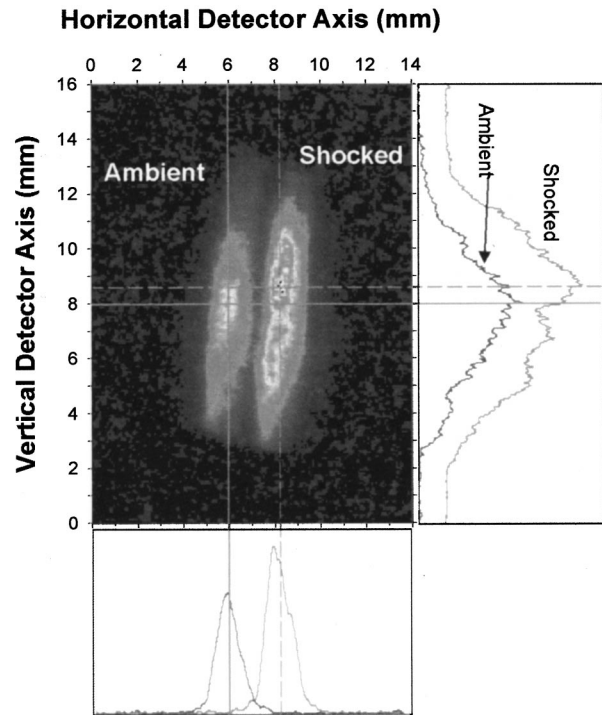 Horizontal Detector Axis (mm)
0 2 4 6 8 10 12 14
Vertical Detector Axis (mm)
16
14
12
10
8
6
4
2
0
Ambient
Shocked
Ambient
Shocked